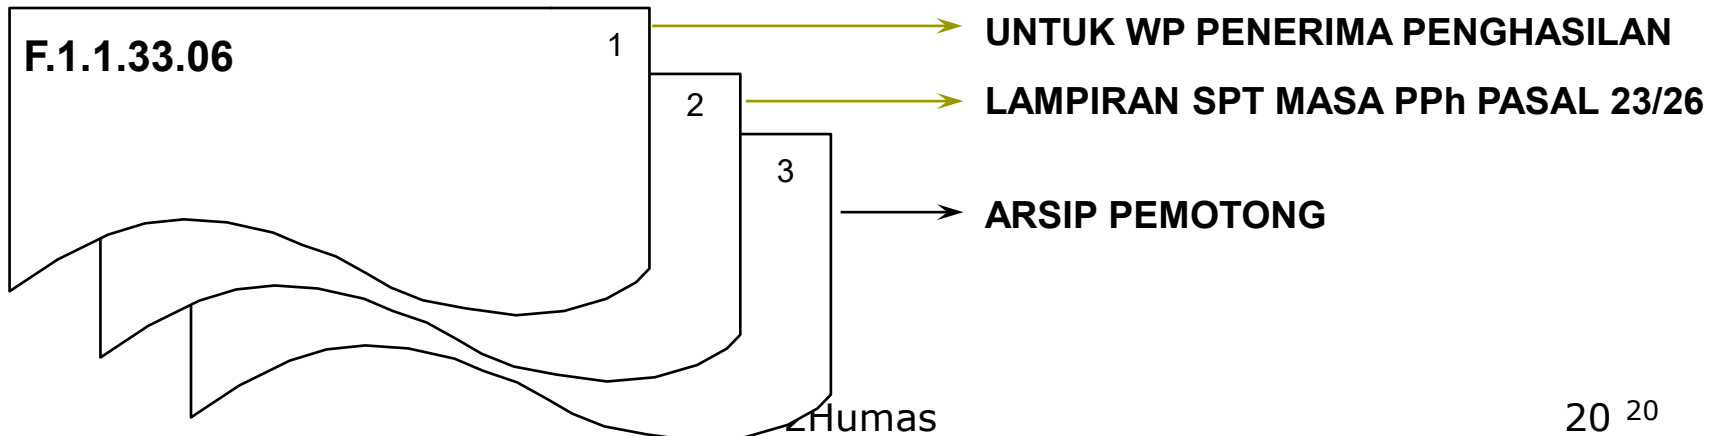 F.1.1.33.06
1
UNTUK WP PENERIMA PENGHASILAN
2
LAMPIRAN SPT MASA PPh PASAL 23/26
3
ARSIP PEMOTONG
Humas
20 20